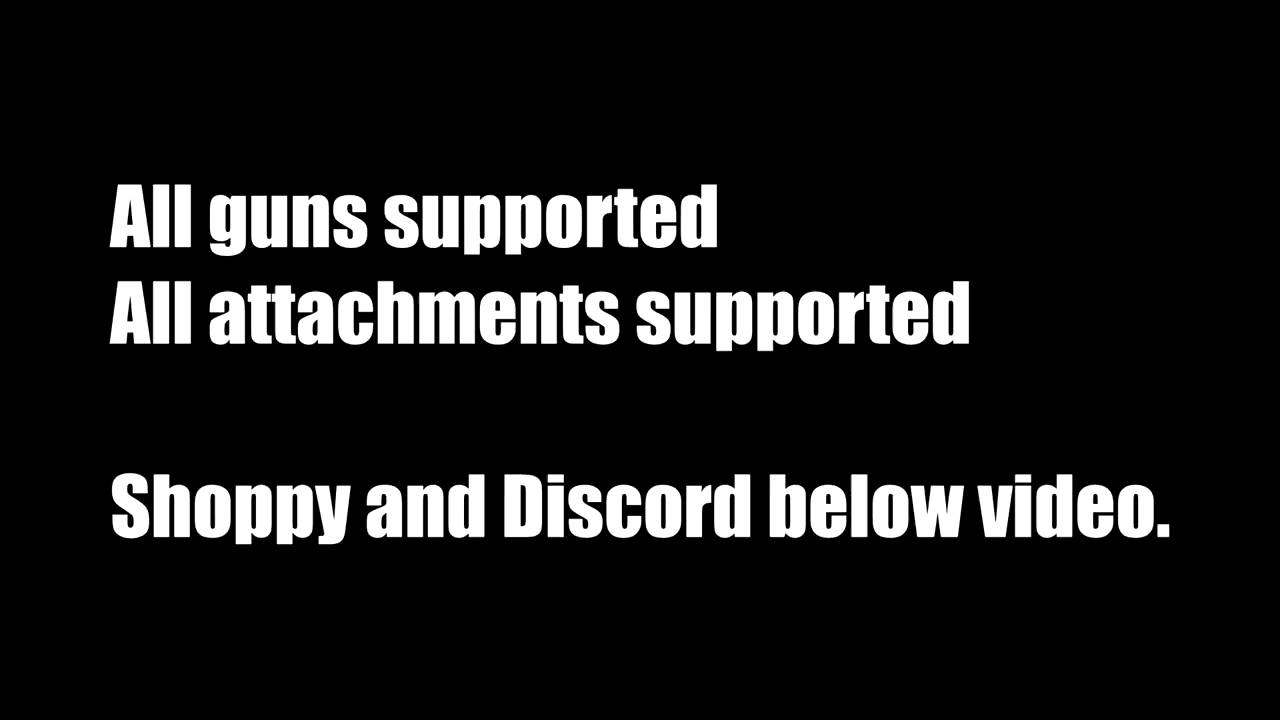 All guns supported
All attachments supported
Shoppy and Discord below video.